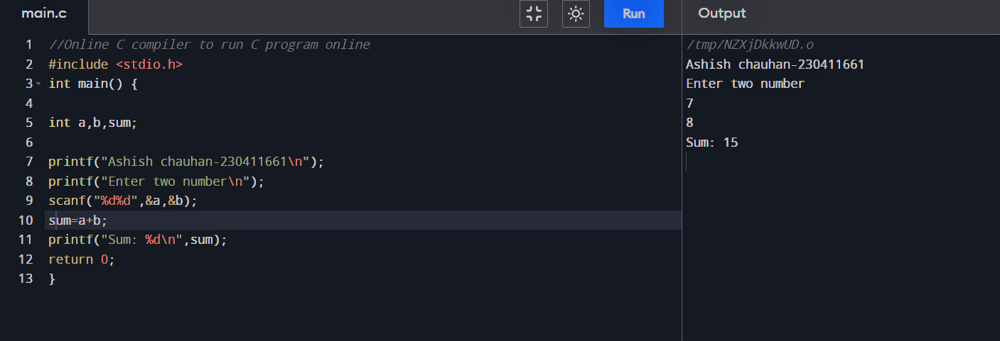 main.c
Run
Output
1 //Online C compiler to run C program online
2 #include <stdio.h>
3 int main() {
4
5 int a,b,sum;
6
7 printf("Ashish chauhan-230411661\n");
8 printf("Enter two number\n");
9 scanf("%d%d",&a,&b);
10 sum=a+b;
11 printf("Sum: %d\n",sum);
12 return 0;
13 }
/tmp/NZXjDkkwUD.o
Ashish chauhan-230411661
Enter two number
7
8
Sum: 15